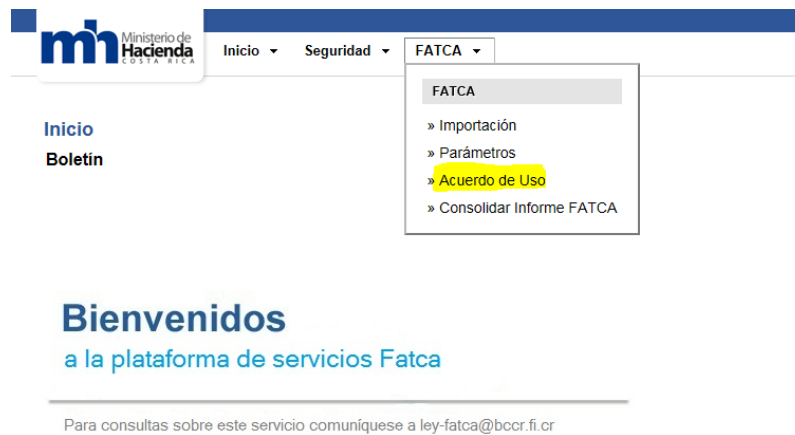 mh Ministerio de
Hacienda
COSTA RICA
Inicio Seguridad FATCA
FATCA
» Importación
» Parámetros
» Acuerdo de Uso
» Consolidar Informe FATCA
Inicio
Boletín
Bienvenidos
a la plataforma de servicios Fatca
Para consultas sobre este servicio comuníquese a ley-fatca@bccr.fi.cr